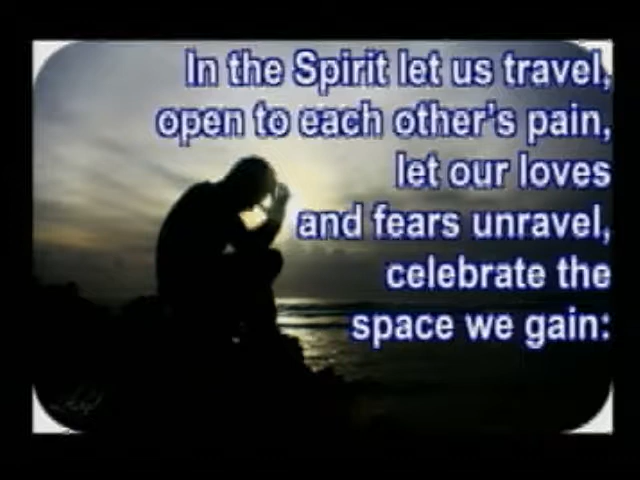 In the Spirit let us travel,
open to each other's pain,
let our loves
and fears unravel,
celebrate the
space we gain: